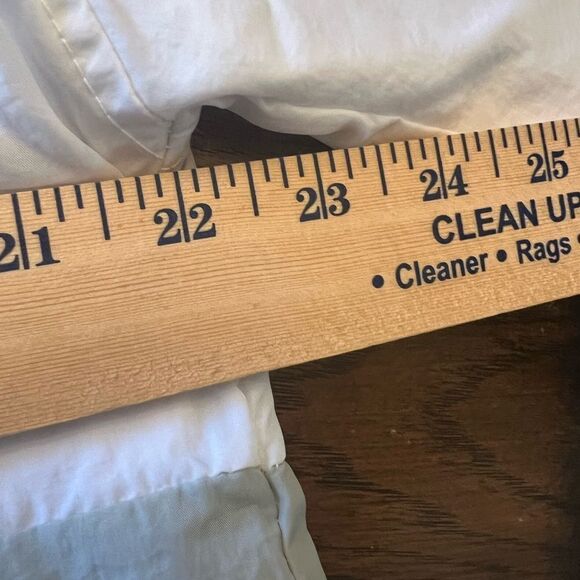 21 22 23 24 25
CLEAN UP
• Cleaner • Rags •